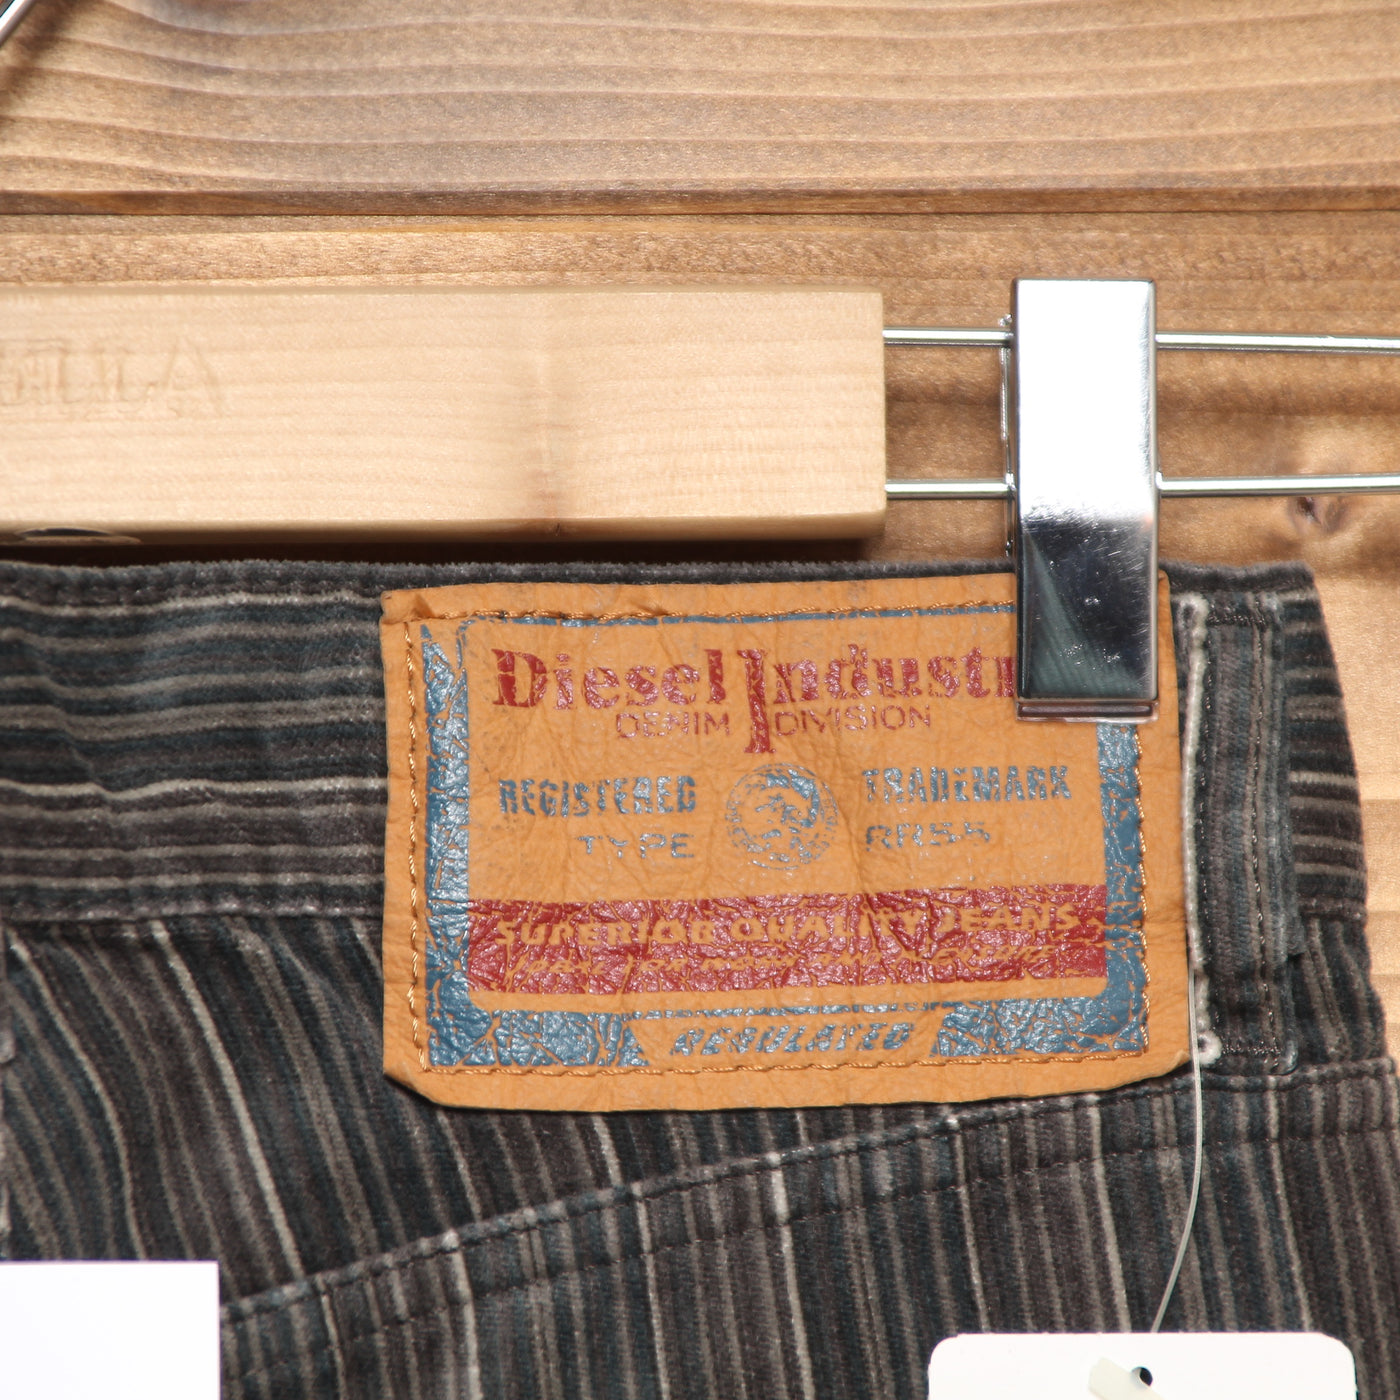 Diesel Industr
DENIM DIVISION
REGISTERED TRADEMARK
TYPE RR55
SUPERIOR QUALITY JEANS
REGULATED